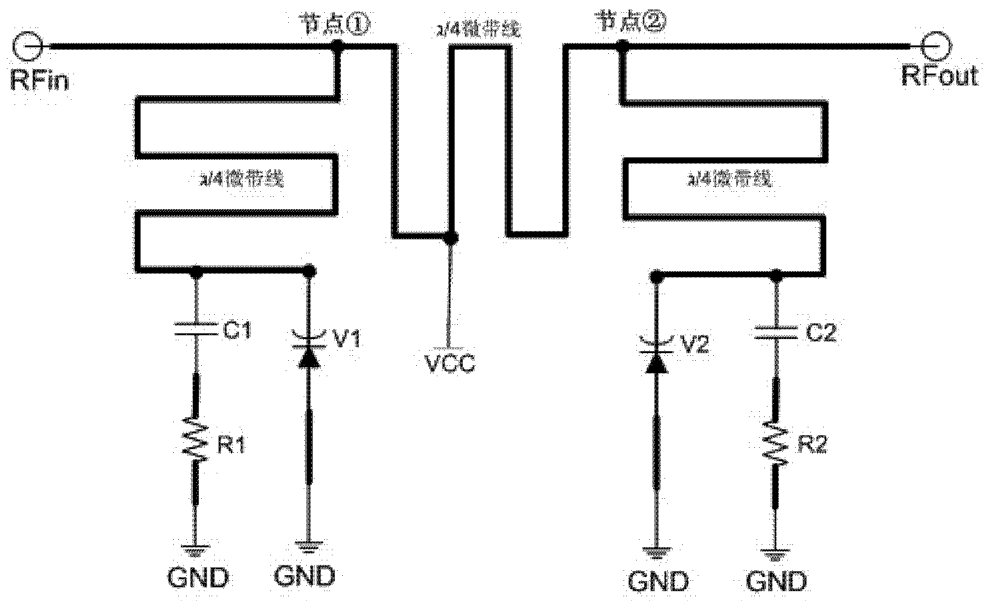 节点①
λ/4微带线
节点②
RFin
RFout
λ/4微带线
λ/4微带线
C1
V1
VCC
V2
C2
R1
R2
GND
GND
GND
GND